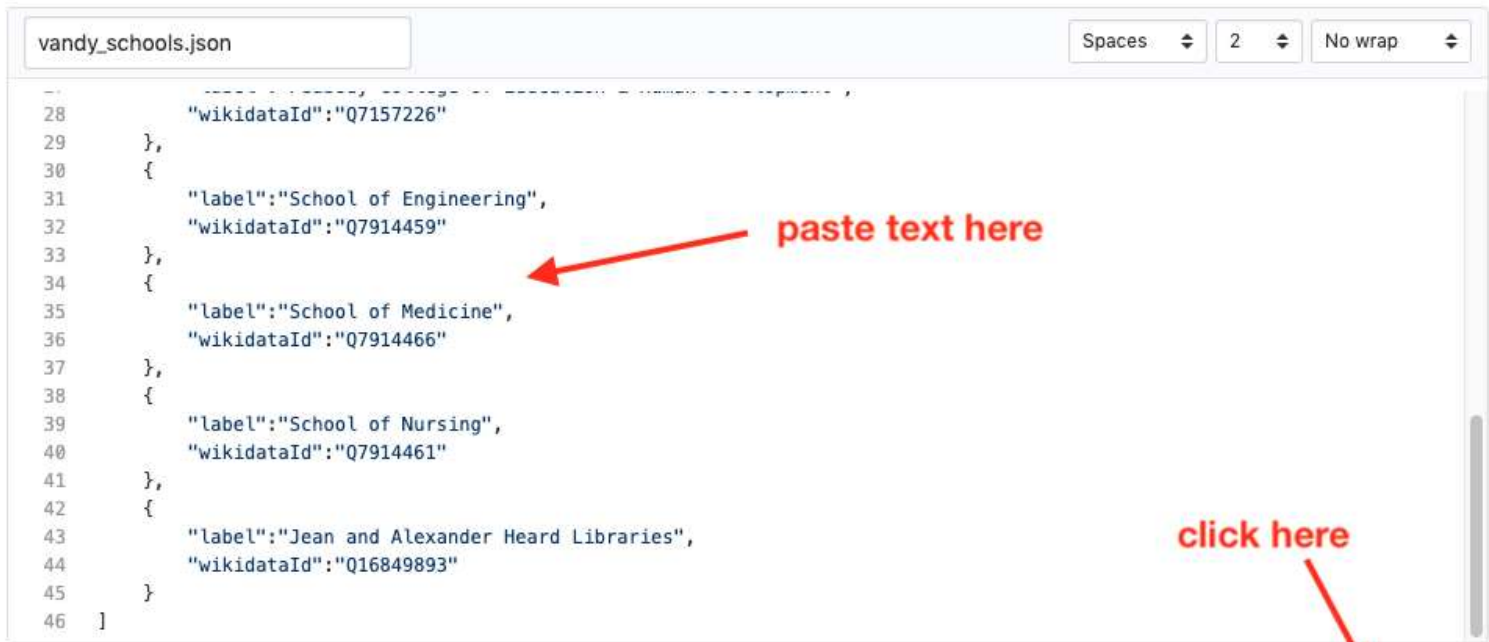 vandy_schools.json Spaces 2 No wrap
28 "wikidataId":"Q7157226"
29 },
30 {
31 "label":"School of Engineering",
32 "wikidataId":"Q7914459"
paste text here
33 },
34 {
35 "label":"School of Medicine",
36 "wikidataId":"Q7914466"
37 },
38 {
39 "label":"School of Nursing",
40 "wikidataId":"Q7914461"
41 },
42 {
43 "label":"Jean and Alexander Heard Libraries",
click here
44 "wikidataId":"Q16849893"
45 }
46 ]